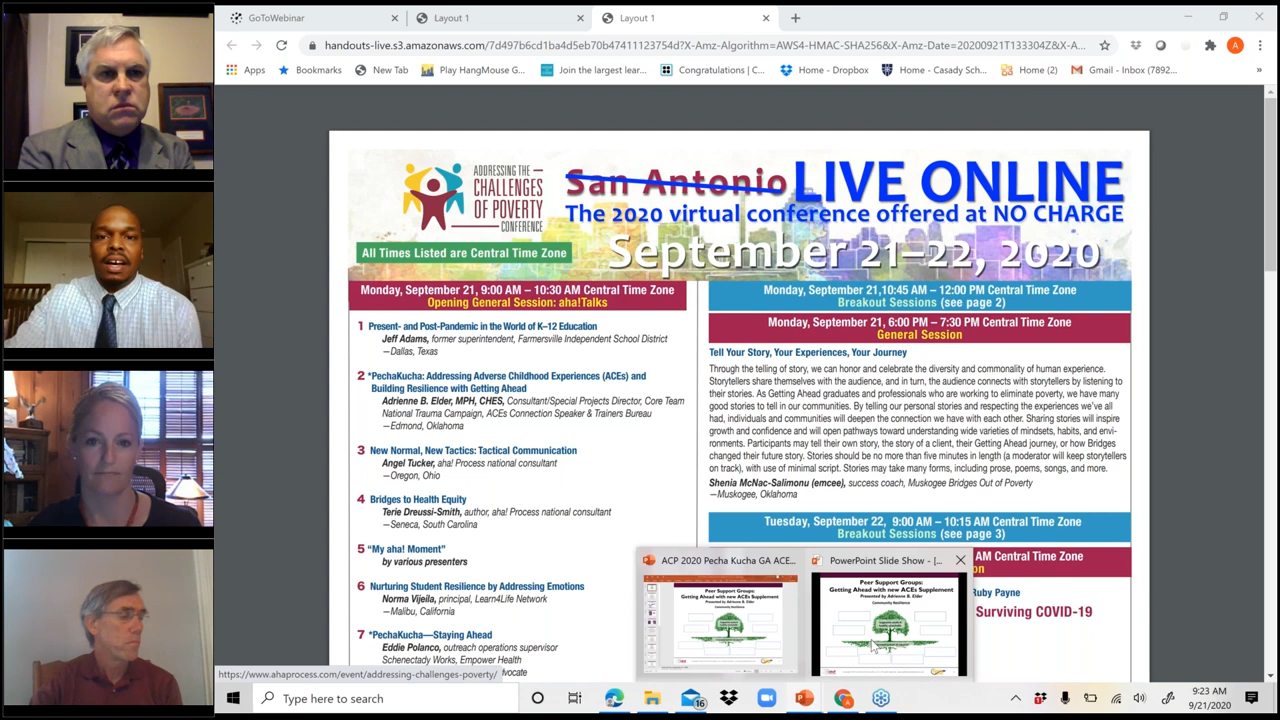 GoToWebinar
Layout 1
Layout 1
handouts-live.s3.amazonaws.com/7d497b6cd1ba4d5eb70b47411123754d?X-Amz-Algorithm=AWS4-HMAC-SHA256&X-Amz-Date=20200921T133304Z&X-A...
Apps
Bookmarks
New Tab
Play HangMouse G...
Join the largest lear...
Congratulations | C...
Home - Dropbox
Home - Casady Sch...
Home (2)
Gmail - Inbox (7892...
ADDRESSING THE
CHALLENGES
OF POVERTY
CONFERENCE
San Antonio LIVE ONLINE
The 2020 virtual conference offered at NO CHARGE
All Times Listed are Central Time Zone
September 21–22, 2020
Monday, September 21, 9:00 AM – 10:30 AM Central Time Zone
Opening General Session: aha!Talks
1 Present- and Post-Pandemic in the World of K–12 Education
Jeff Adams, former superintendent, Farmersville Independent School District
—Dallas, Texas
2 *PechaKucha: Addressing Adverse Childhood Experiences (ACEs) and
Building Resilience with Getting Ahead
Adrienne B. Elder, MPH, CHES, Consultant/Special Projects Director, Core Team
National Trauma Campaign, ACEs Connection Speaker & Trainers Bureau
—Edmond, Oklahoma
3 New Normal, New Tactics: Tactical Communication
Angel Tucker, aha! Process national consultant
—Oregon, Ohio
4 Bridges to Health Equity
Terie Dreussi-Smith, author, aha! Process national consultant
—Seneca, South Carolina
5 “My aha! Moment”
by various presenters
6 Nurturing Student Resilience by Addressing Emotions
Norma Vijeila, principal, Learn4Life Network
—Malibu, California
7 *PechaKucha—Staying Ahead
Eddie Polanco, outreach operations supervisor
Schenectady Works, Empower Health
vocate
Monday, September 21,10:45 AM – 12:00 PM Central Time Zone
Breakout Sessions (see page 2)
Monday, September 21, 6:00 PM – 7:30 PM Central Time Zone
General Session
Tell Your Story, Your Experiences, Your Journey
Through the telling of story, we can honor and celebrate the diversity and commonality of human experience.
Storytellers share themselves with the audience, and in turn, the audience connects with storytellers by listening to
their stories. As Getting Ahead graduates and professionals who are working to eliminate poverty, we have many
good stories to tell in our communities. By telling our personal stories and respecting the experiences we’ve all
had, individuals and communities will deepen the connection we have with each other. Sharing stories will inspire
growth and confidence and will open pathways toward understanding wide varieties of mindsets, habits, and envi-
ronments. Participants may tell their own story, the story of a client, their Getting Ahead journey, or how Bridges
changed their future story. Stories should be no more than five minutes in length (a moderator will keep storytellers
on track), with use of minimal script. Stories may take many forms, including prose, poems, songs, and more.
Shenia McNac-Salimonu (emcee), success coach, Muskogee Bridges Out of Poverty
—Muskogee, Oklahoma
Tuesday, September 22, 9:00 AM – 10:15 AM Central Time Zone
Breakout Sessions (see page 3)
AM Central Time Zone
on
Ruby Payne
Surviving COVID-19
ACP 2020 Pecha Kucha GA ACE...
PowerPoint Slide Show - [...
Peer Support Groups:
Getting Ahead with new ACEs Supplement
Presented by Adrienne B. Elder
Community Resilience
Peer Support Groups:
Getting Ahead with new ACEs Supplement
Presented by Adrienne B. Elder
Community Resilience
https://www.ahaprocess.com/event/addressing-challenges-poverty/
Type here to search
16
9:23 AM
9/21/2020